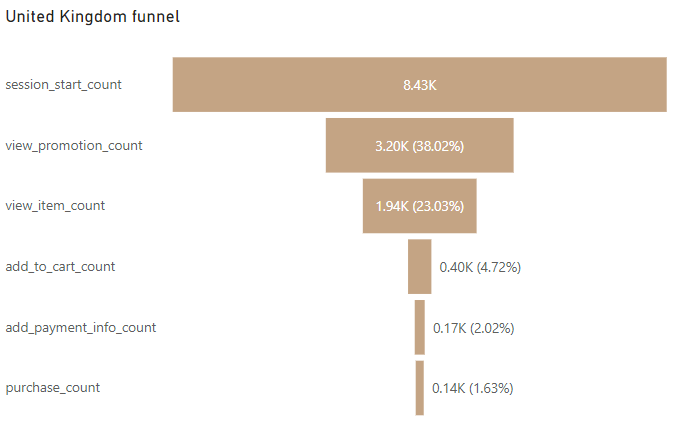 United Kingdom funnel
session_start_count 8.43K
view_promotion_count 3.20K (38.02%)
view_item_count 1.94K (23.03%)
add_to_cart_count 0.40K (4.72%)
add_payment_info_count 0.17K (2.02%)
purchase_count 0.14K (1.63%)